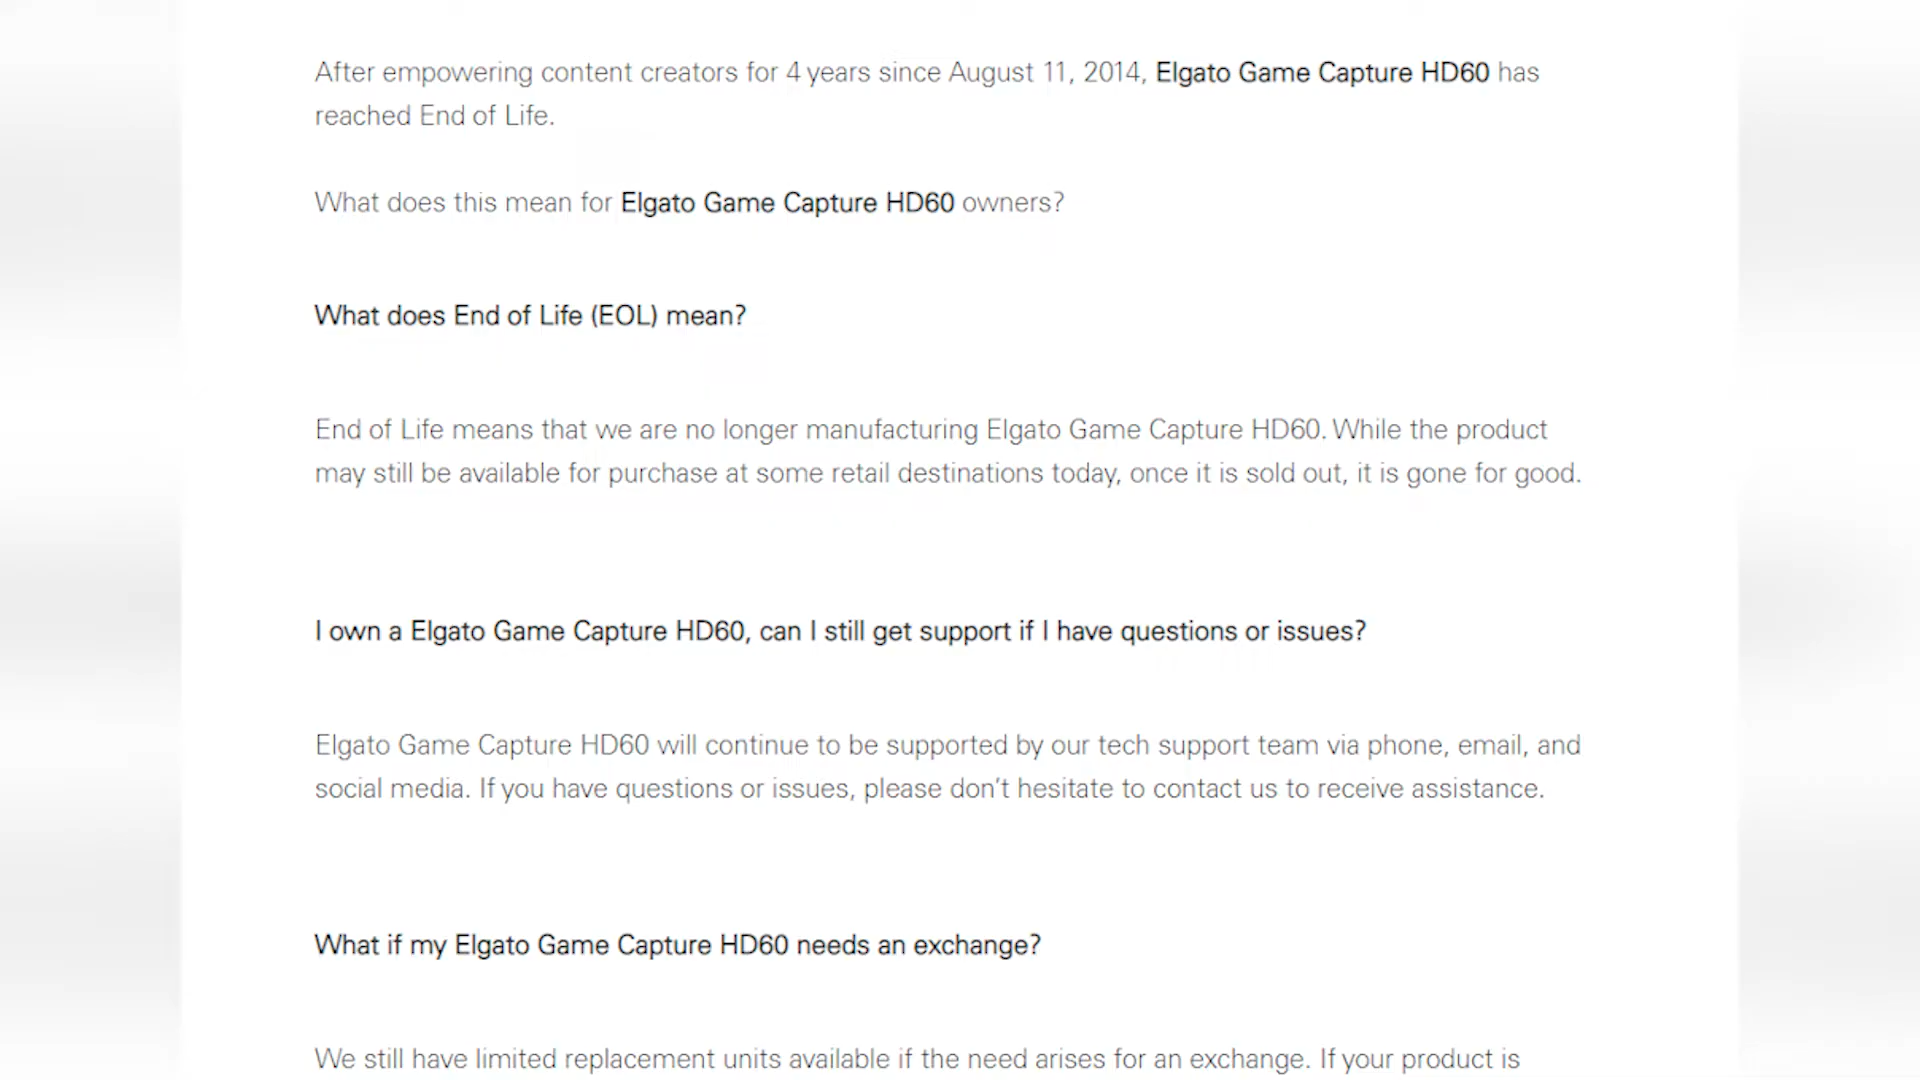 After empowering content creators for 4 years since August 11, 2014, Elgato Game Capture HD60 has
reached End of Life.
What does this mean for Elgato Game Capture HD60 owners?
What does End of Life (EOL) mean?
End of Life means that we are no longer manufacturing Elgato Game Capture HD60. While the product
may still be available for purchase at some retail destinations today, once it is sold out, it is gone for good.
I own a Elgato Game Capture HD60, can I still get support if I have questions or issues?
Elgato Game Capture HD60 will continue to be supported by our tech support team via phone, email, and
social media. If you have questions or issues, please don’t hesitate to contact us to receive assistance.
What if my Elgato Game Capture HD60 needs an exchange?
We still have limited replacement units available if the need arises for an exchange. If your product is